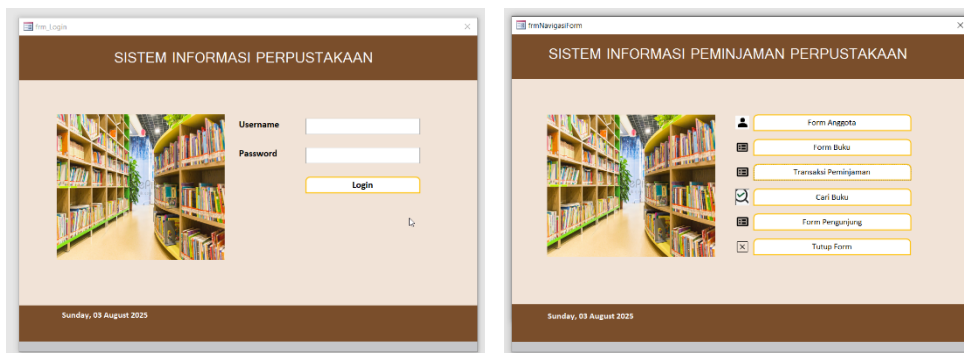 frm_Login
SISTEM INFORMASI PERPUSTAKAAN
Username
Password
Login
Sunday, 03 August 2025
frmNavigasiForm
SISTEM INFORMASI PEMINJAMAN PERPUSTAKAAN
Form Anggota
Form Buku
Transaksi Peminjaman
Cari Buku
Form Pengunjung
Tutup Form
Sunday, 03 August 2025